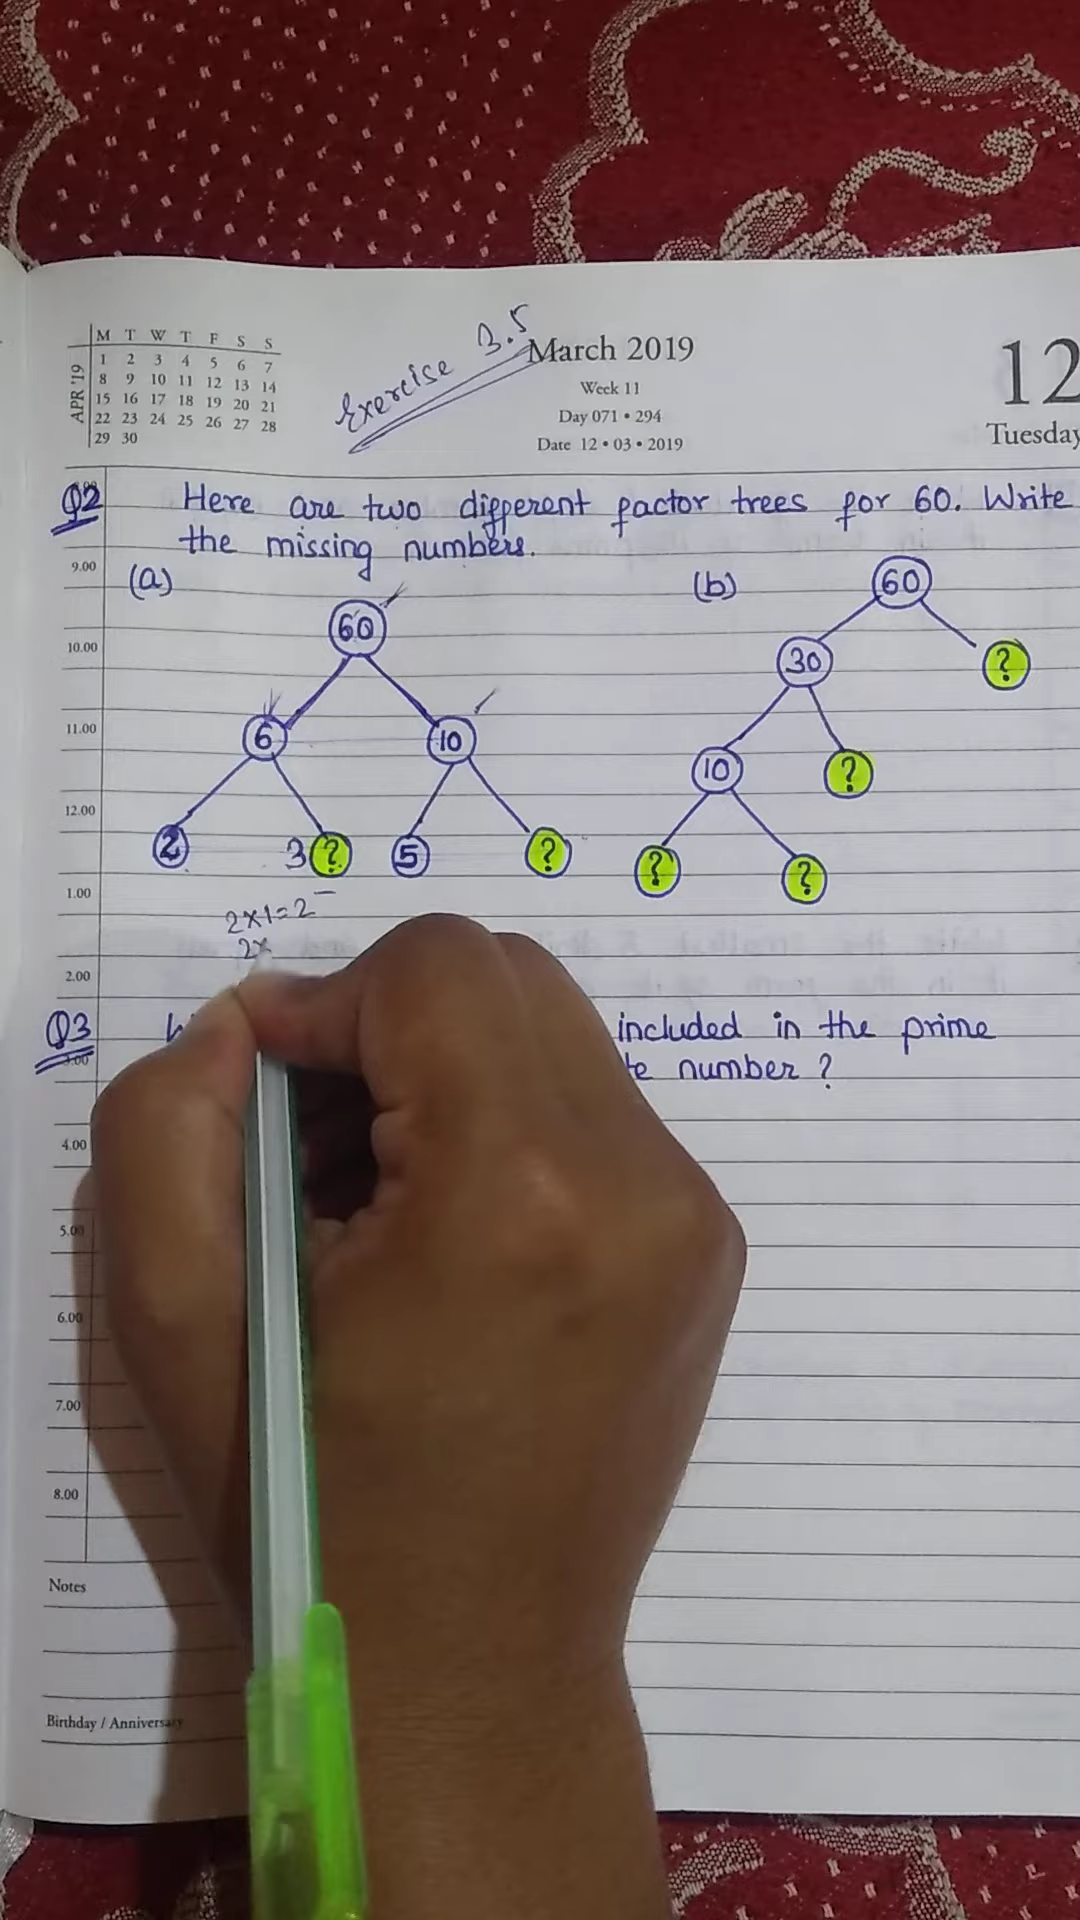 M T W T F S S
APR '19
1 2 3 4 5 6 7
8 9 10 11 12 13 14
15 16 17 18 19 20 21
22 23 24 25 26 27 28
29 30
Exercise 3.5
March 2019
Week 11
Day 071 • 294
Date 12 • 03 • 2019
12
Tuesday
Q2 Here are two different factor trees for 60. Write
the missing numbers.
9.00
(a)
60
10.00
6 10
11.00
12.00
2 3 ? 5 ?
(b)
60
30 ?
10 ?
? ?
1.00
2x1=2
2x
2.00
Q3 included in the prime
number ?
3.00
4.00
5.00
6.00
7.00
8.00
Notes
Birthday / Anniversary